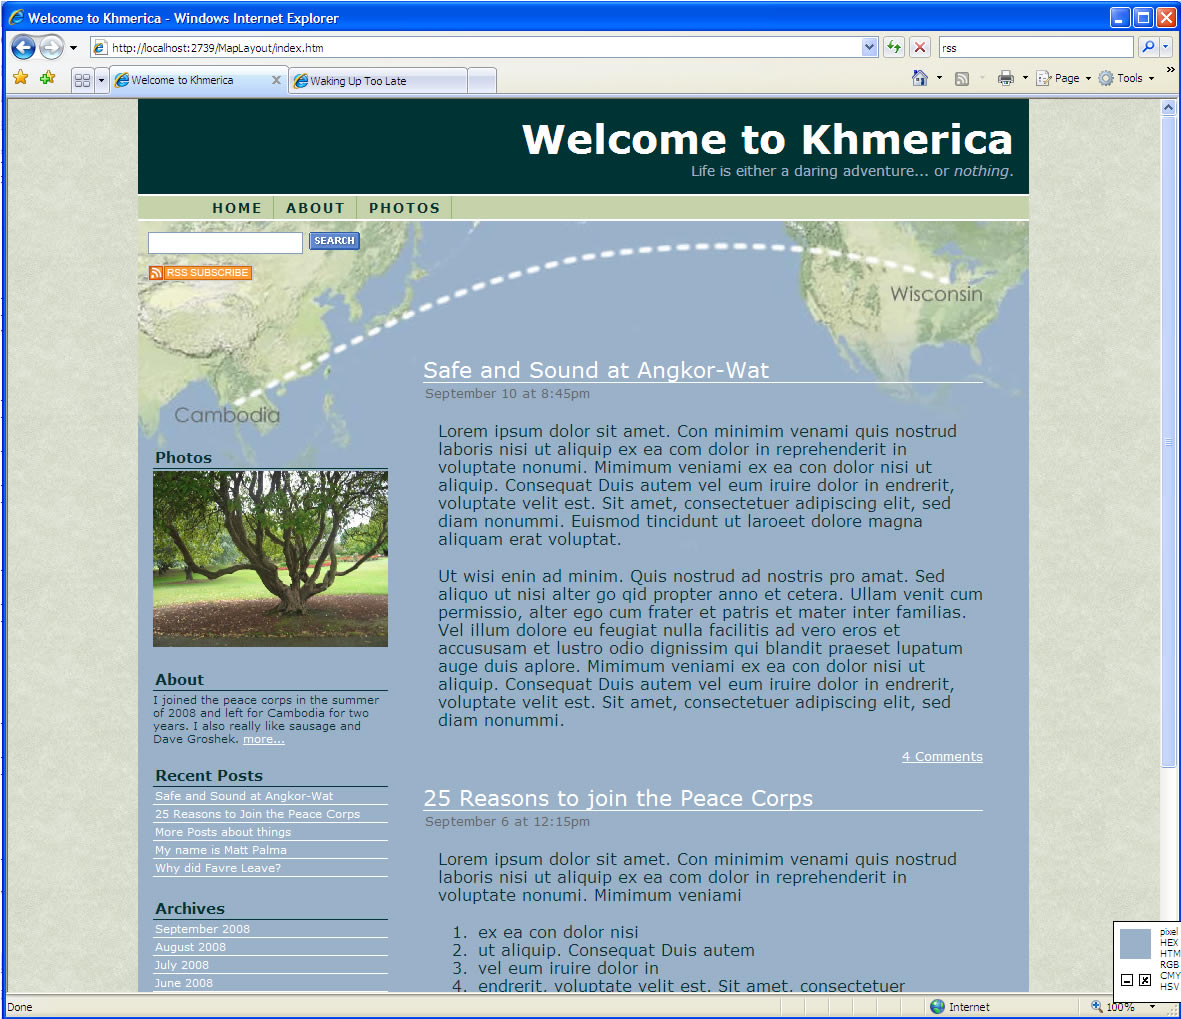 Welcome to Khmerica - Windows Internet Explorer
http://localhost:2739/MapLayout/index.htm
rss
Welcome to Khmerica
Waking Up Too Late
Page
Tools
Welcome to Khmerica
Life is either a daring adventure... or nothing.
HOME
ABOUT
PHOTOS
SEARCH
RSS SUBSCRIBE
Wisconsin
Cambodia
Photos
About
I joined the peace corps in the summer
of 2008 and left for Cambodia for two
years. I also really like sausage and
Dave Groshek. more...
Recent Posts
Safe and Sound at Angkor-Wat
25 Reasons to Join the Peace Corps
More Posts about things
My name is Matt Palma
Why did Favre Leave?
Archives
September 2008
August 2008
July 2008
June 2008
Safe and Sound at Angkor-Wat
September 10 at 8:45pm
Lorem ipsum dolor sit amet. Con minimim venami quis nostrud
laboris nisi ut aliquip ex ea com dolor in reprehenderit in
voluptate nonumi. Mimimum veniami ex ea con dolor nisi ut
aliquip. Consequat Duis autem vel eum iruire dolor in endrerit,
voluptate velit est. Sit amet, consectetuer adipiscing elit, sed
diam nonummi. Euismod tincidunt ut laroeet dolore magna
aliquam erat voluptat.
Ut wisi enin ad minim. Quis nostrud ad nostris pro amat. Sed
aliquo ut nisi alter go qid propter anno et cetera. Ullam venit cum
permissio, alter ego cum frater et patris et mater inter familias.
Vel illum dolore eu feugiat nulla facilitis ad vero eros et
accususam et lustro odio dignissim qui blandit praeset lupatum
auge duis aplore. Mimimum veniami ex ea con dolor nisi ut
aliquip. Consequat Duis autem vel eum iruire dolor in endrerit,
voluptate velit est. Sit amet, consectetuer adipiscing elit, sed
diam nonummi.
4 Comments
25 Reasons to join the Peace Corps
September 6 at 12:15pm
Lorem ipsum dolor sit amet. Con minimim venami quis nostrud
laboris nisi ut aliquip ex ea com dolor in reprehenderit in
voluptate nonumi. Mimimum veniami
1. ex ea con dolor nisi
2. ut aliquip. Consequat Duis autem
3. vel eum iruire dolor in
4. endrerit, voluptate velit est. Sit amet, consectetuer
pixel
HEX
HTM
RGB
CMY
HSV
Done
Internet
100%